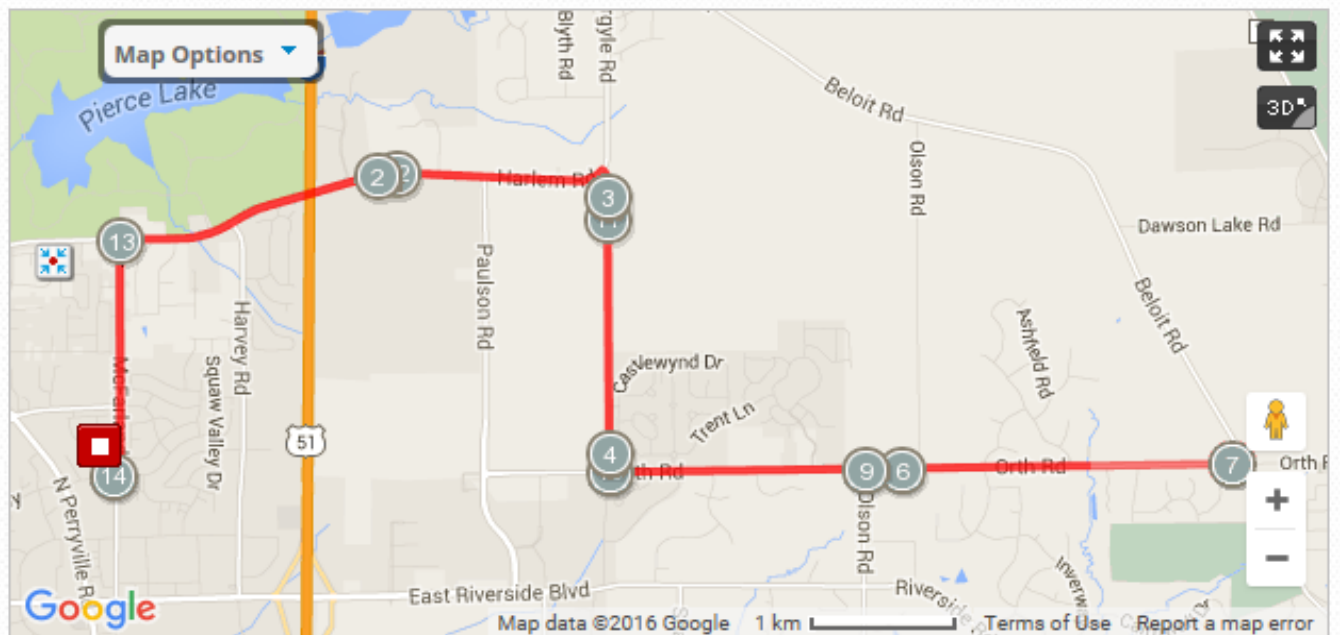 Map Options
Pierce Lake
Blyth Rd
Argyle Rd
Beloit Rd
3D
Olson Rd
2
Harlem Rd
3
Dawson Lake Rd
13
Paulson Rd
Harvey Rd
Squaw Valley Dr
Beloit Rd
Ashfield Rd
Castlewynd Dr
Trent Ln
51
4
9
6
Orth Rd
7
Orth
14
N Perryville
Olson Rd
East Riverside Blvd
Riverside
+
−
Google
Map data ©2016 Google
1 km
Terms of Use
Report a map error